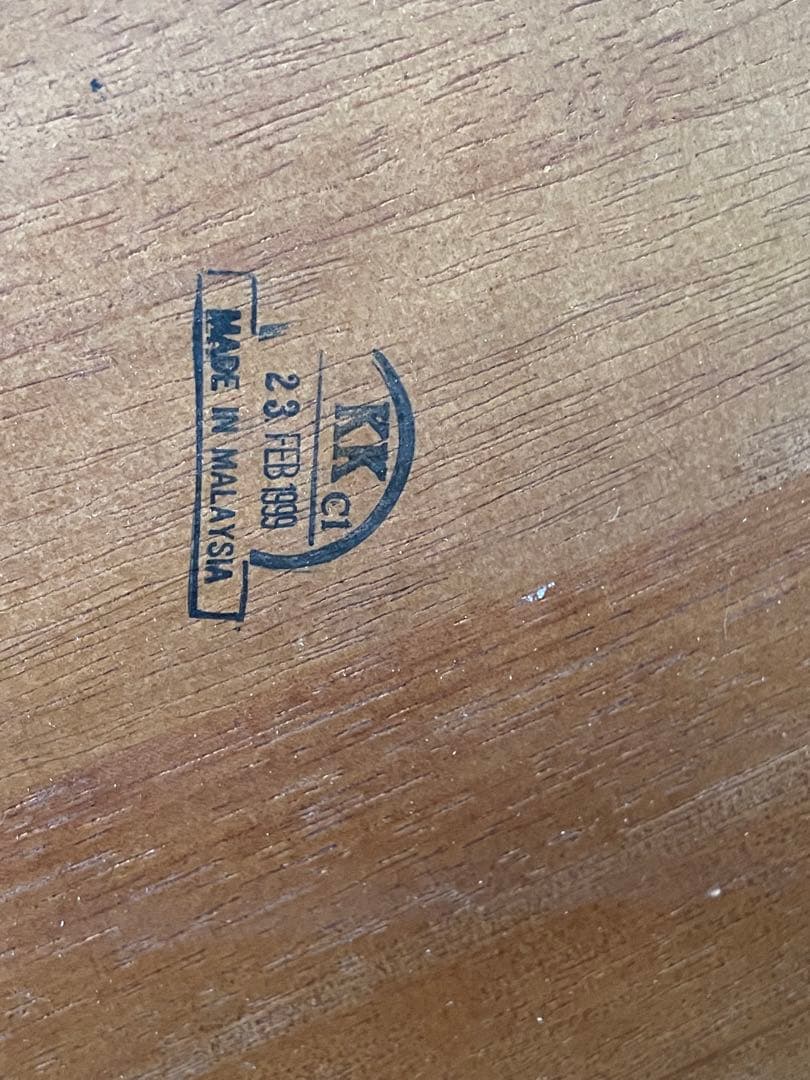 KK C1
23 FEB 1999
MADE IN MALAYSIA